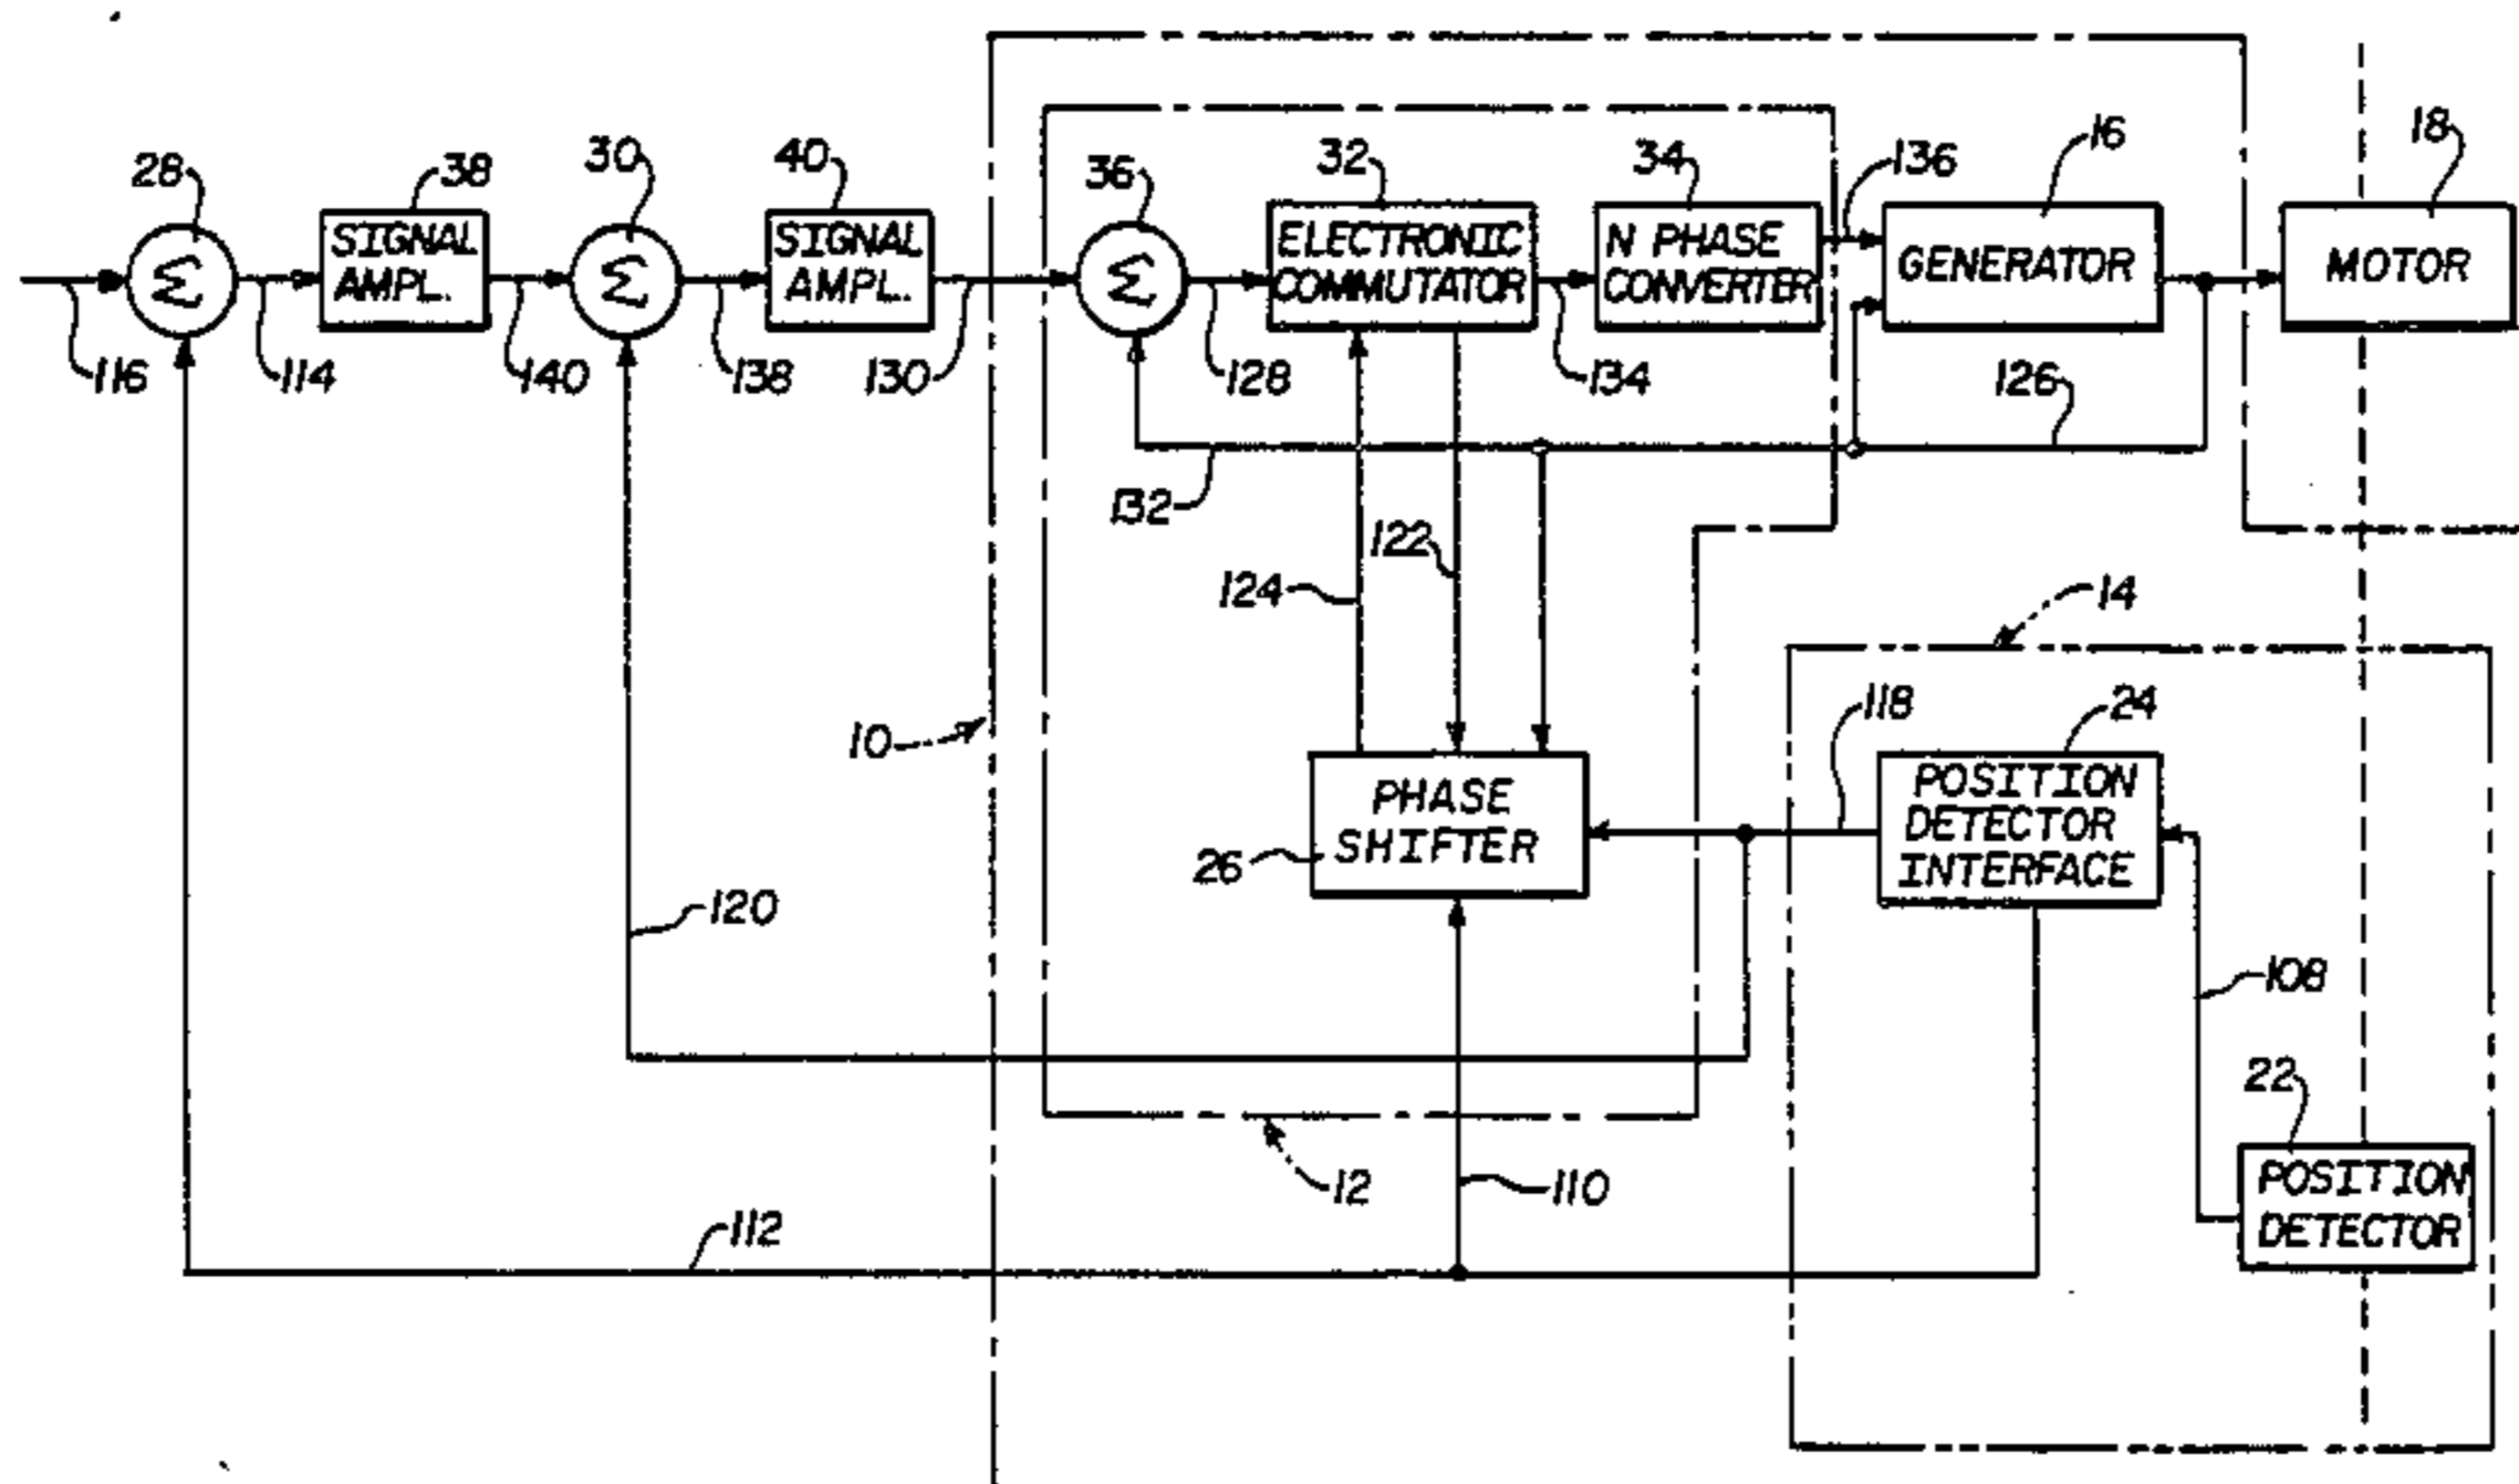 28
38
30
40
36
32
34
136
16
18
Σ
SIGNAL
AMPL.
Σ
SIGNAL
AMPL.
Σ
ELECTRONIC
COMMUTATOR
N PHASE
CONVERTER
GENERATOR
MOTOR
116
114
140
138
130
128
134
126
132
122
124
14
10
118
24
PHASE
SHIFTER
26
POSITION
DETECTOR
INTERFACE
120
108
22
12
110
POSITION
DETECTOR
112